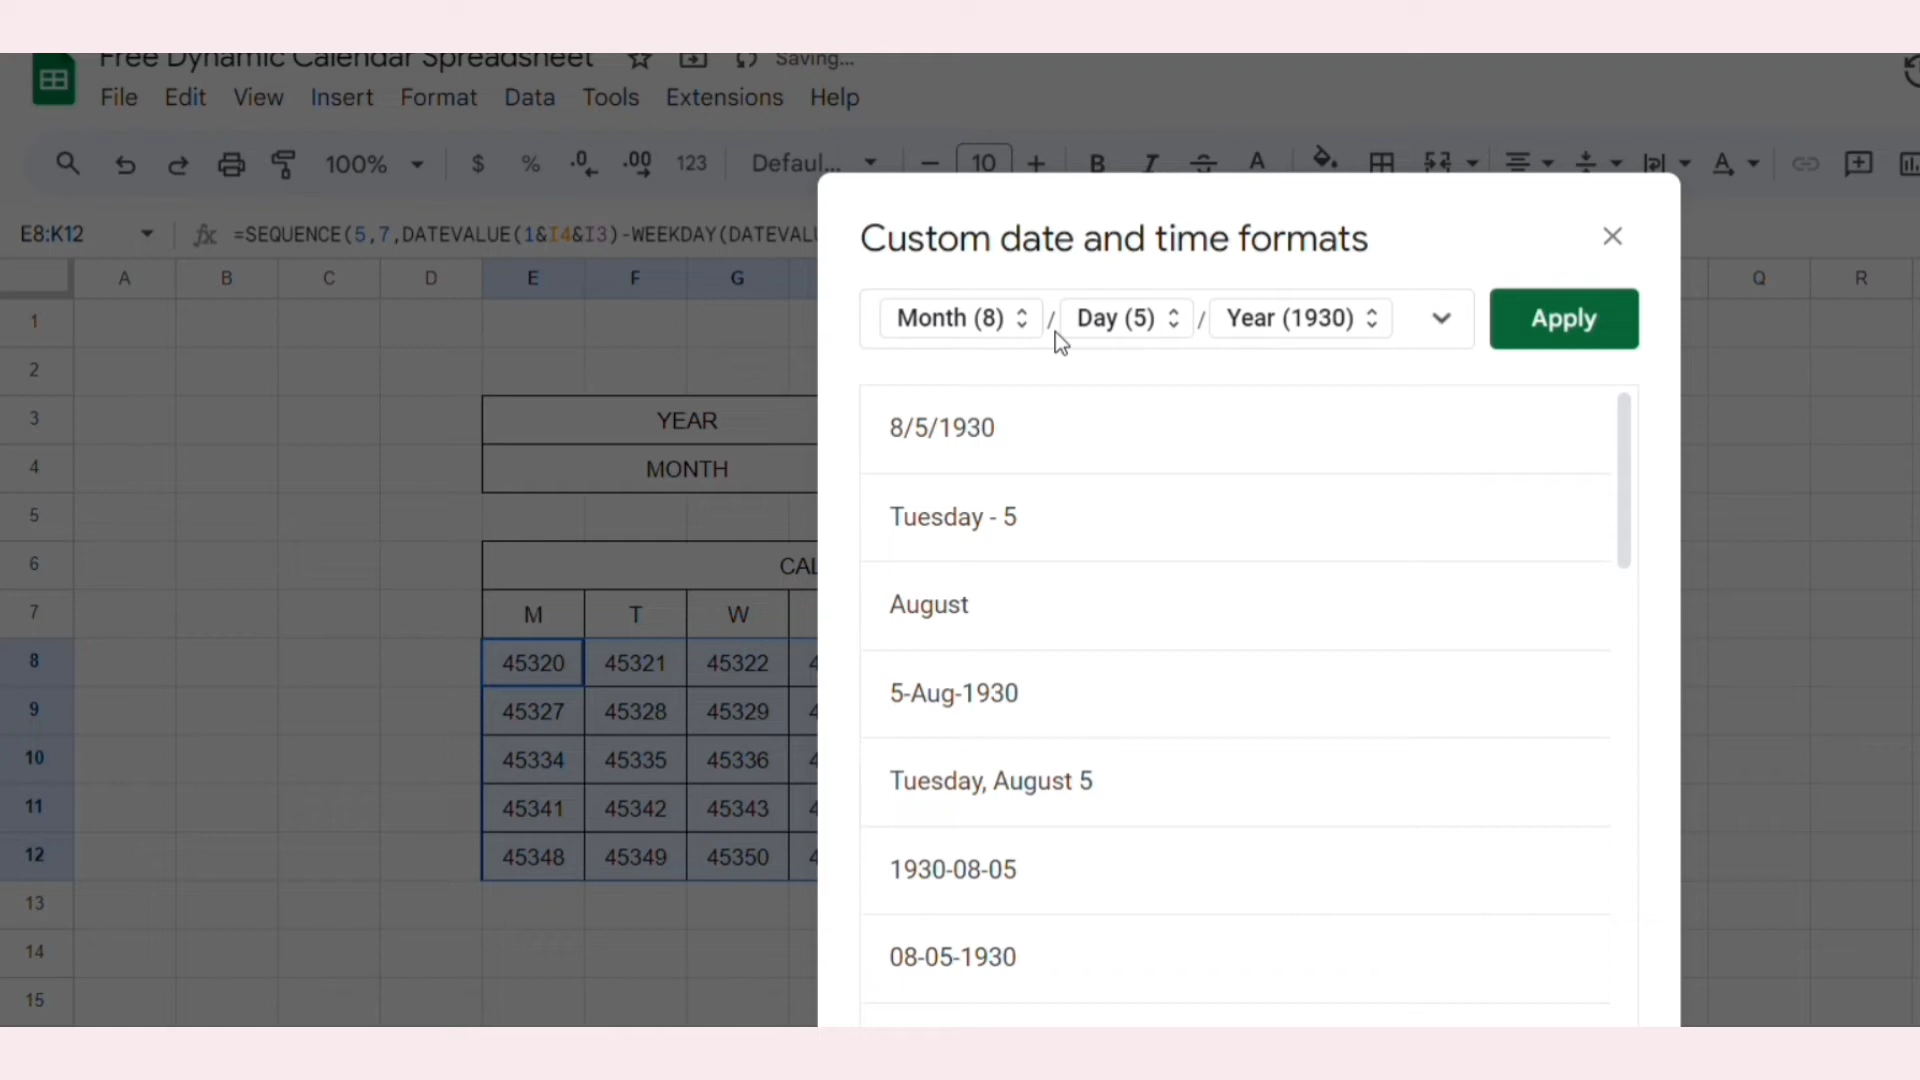 Free Dynamic Calendar Spreadsheet Saving...
File Edit View Insert Format Data Tools Extensions Help
100% $ % .0 .00 123 Defaul... 10 B I A A
E8:K12 fx =SEQUENCE(5,7,DATEVALUE(1&I4&I3)-WEEKDAY(DATEVALU
A B C D E F G Q R
1
2
3 YEAR
4 MONTH
5
6 CAL
7 M T W
8 45320 45321 45322 4
9 45327 45328 45329 4
10 45334 45335 45336 4
11 45341 45342 45343 4
12 45348 45349 45350 4
13
14
15
Custom date and time formats
Month (8) / Day (5) / Year (1930) Apply
8/5/1930
Tuesday - 5
August
5-Aug-1930
Tuesday, August 5
1930-08-05
08-05-1930